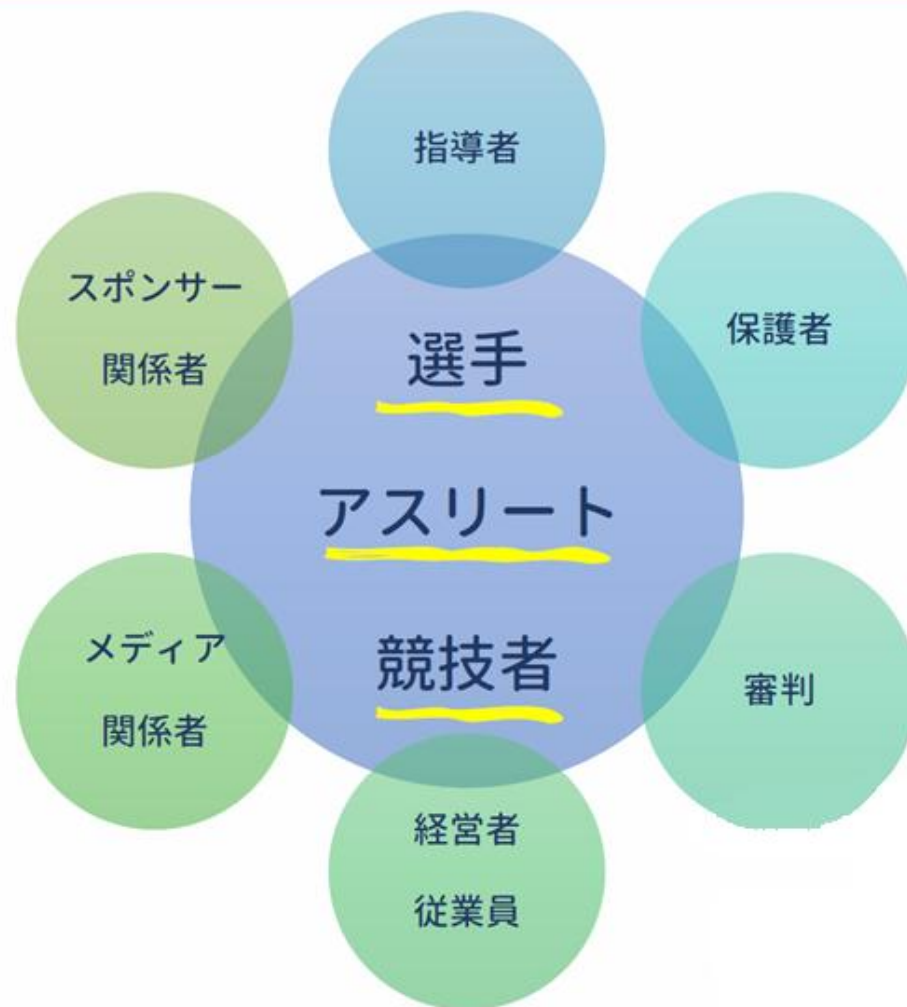 指導者
スポンサー
関係者
保護者
選手
アスリート
競技者
メディア
関係者
審判
経営者
従業員